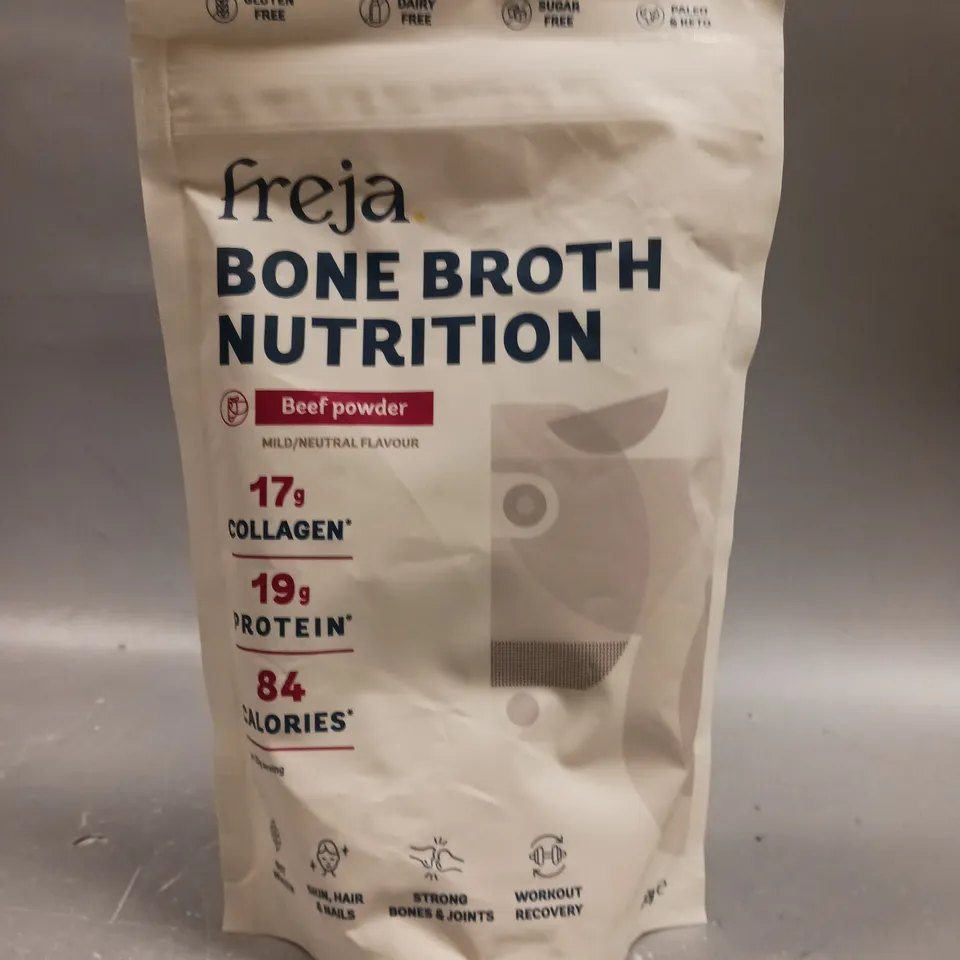 GLUTEN FREE
DAIRY FREE
SUGAR FREE
PALEO & KETO
freja.
BONE BROTH
NUTRITION
Beef powder
MILD/NEUTRAL FLAVOUR
17g
COLLAGEN*
19g
PROTEIN*
84
CALORIES*
SKIN, HAIR
& NAILS
STRONG
BONES & JOINTS
WORKOUT
RECOVERY